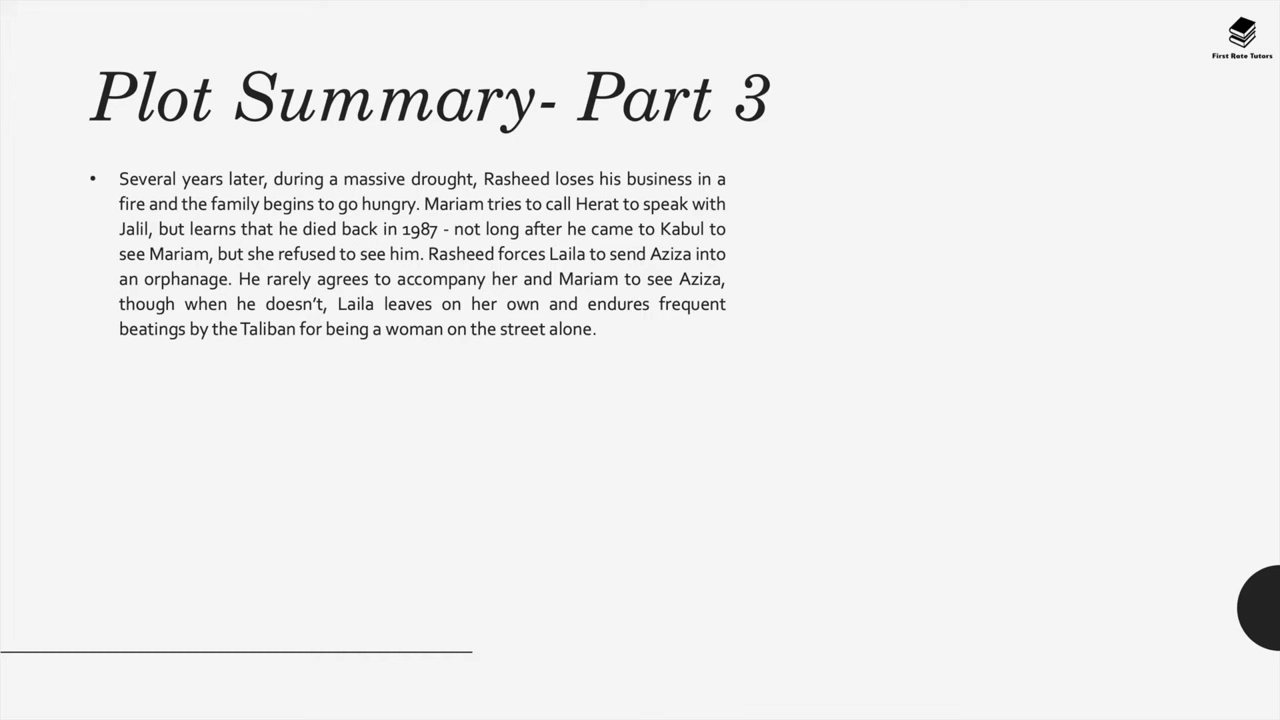 First Rate Tutors
Plot Summary- Part 3
• Several years later, during a massive drought, Rasheed loses his business in a
fire and the family begins to go hungry. Mariam tries to call Herat to speak with
Jalil, but learns that he died back in 1987 - not long after he came to Kabul to
see Mariam, but she refused to see him. Rasheed forces Laila to send Aziza into
an orphanage. He rarely agrees to accompany her and Mariam to see Aziza,
though when he doesn’t, Laila leaves on her own and endures frequent
beatings by the Taliban for being a woman on the street alone.